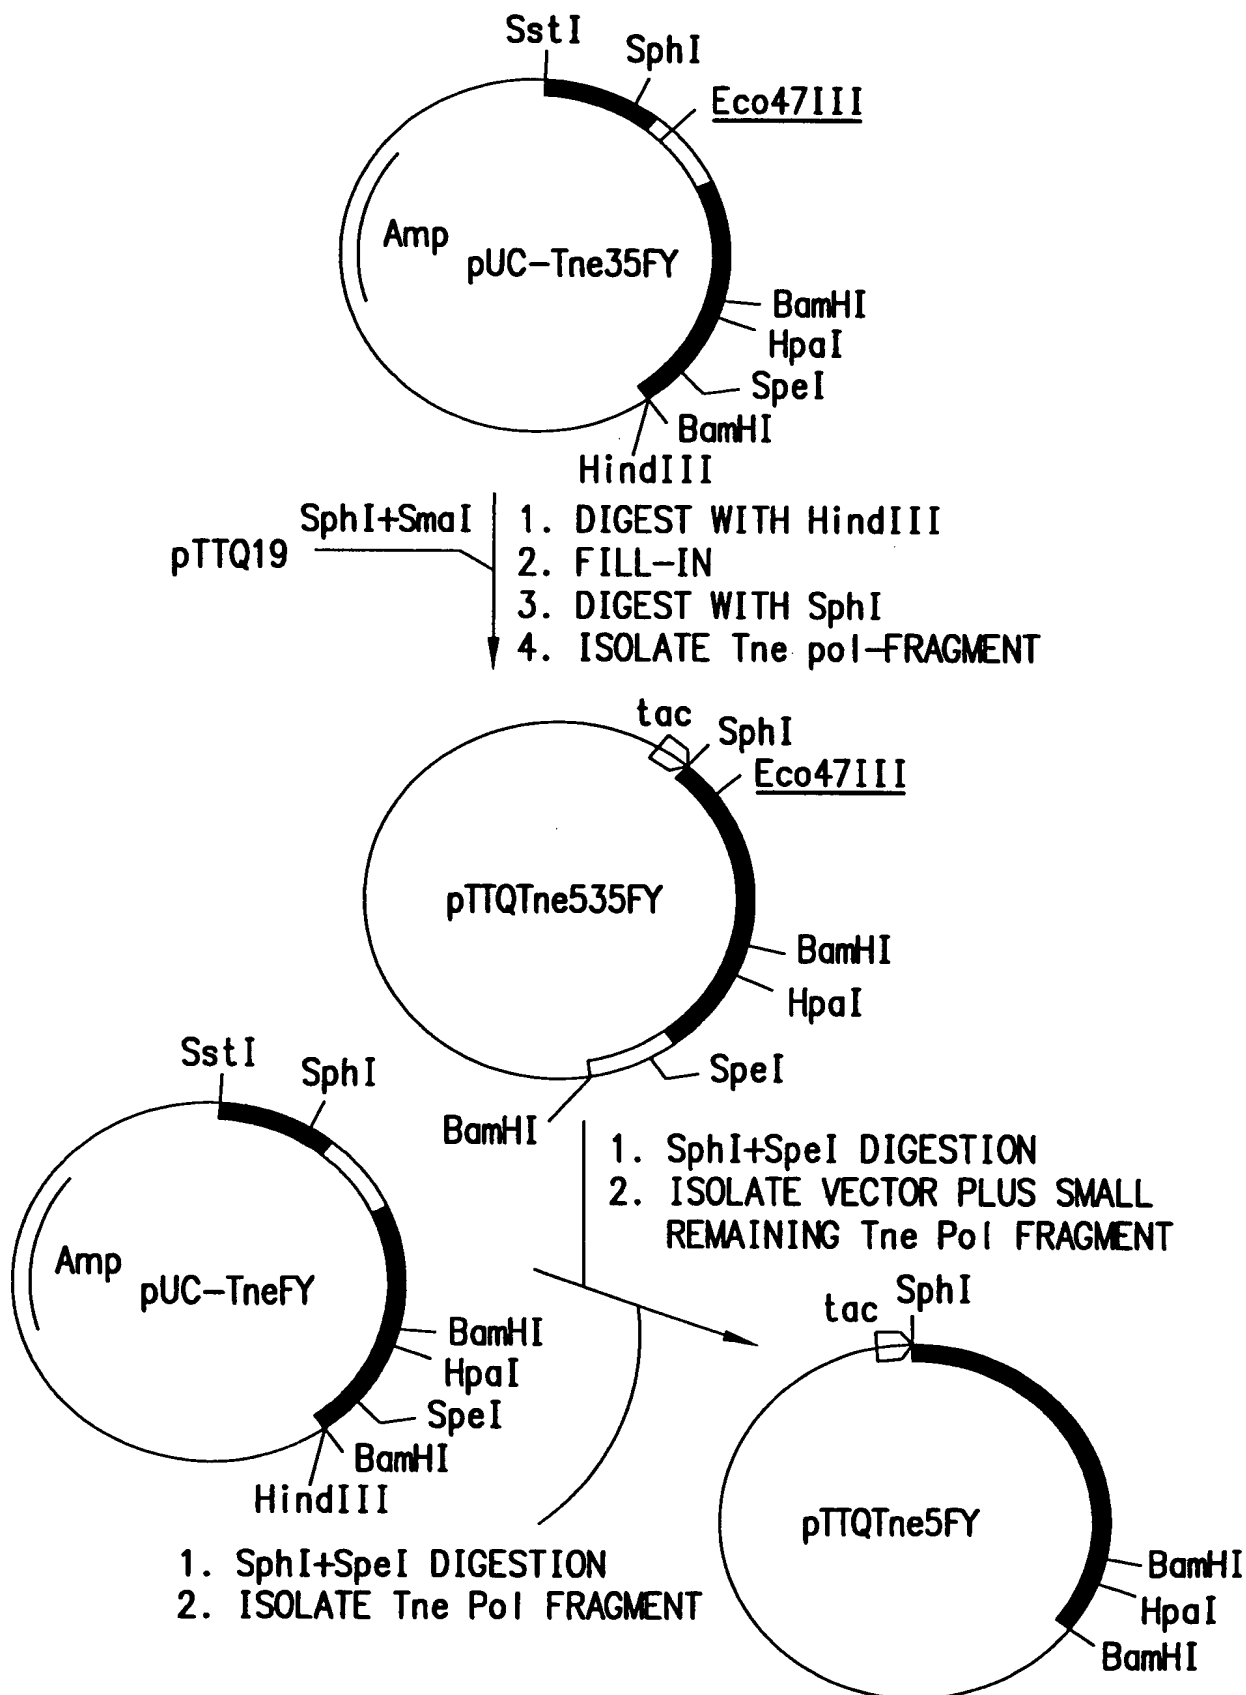 SstI
SphI
Eco47III
Amp
pUC-Tne35FY
BamHI
HpaI
SpeI
BamHI
HindIII
SphI+SmaI
pTTQ19
1. DIGEST WITH HindIII
2. FILL-IN
3. DIGEST WITH SphI
4. ISOLATE Tne pol-FRAGMENT
tac
SphI
Eco47III
pTTQTne535FY
BamHI
HpaI
SpeI
BamHI
1. SphI+SpeI DIGESTION
2. ISOLATE VECTOR PLUS SMALL
REMAINING Tne Pol FRAGMENT
SstI
SphI
Amp
pUC-TneFY
BamHI
HpaI
SpeI
BamHI
HindIII
1. SphI+SpeI DIGESTION
2. ISOLATE Tne Pol FRAGMENT
tac
SphI
pTTQTne5FY
BamHI
HpaI
BamHI